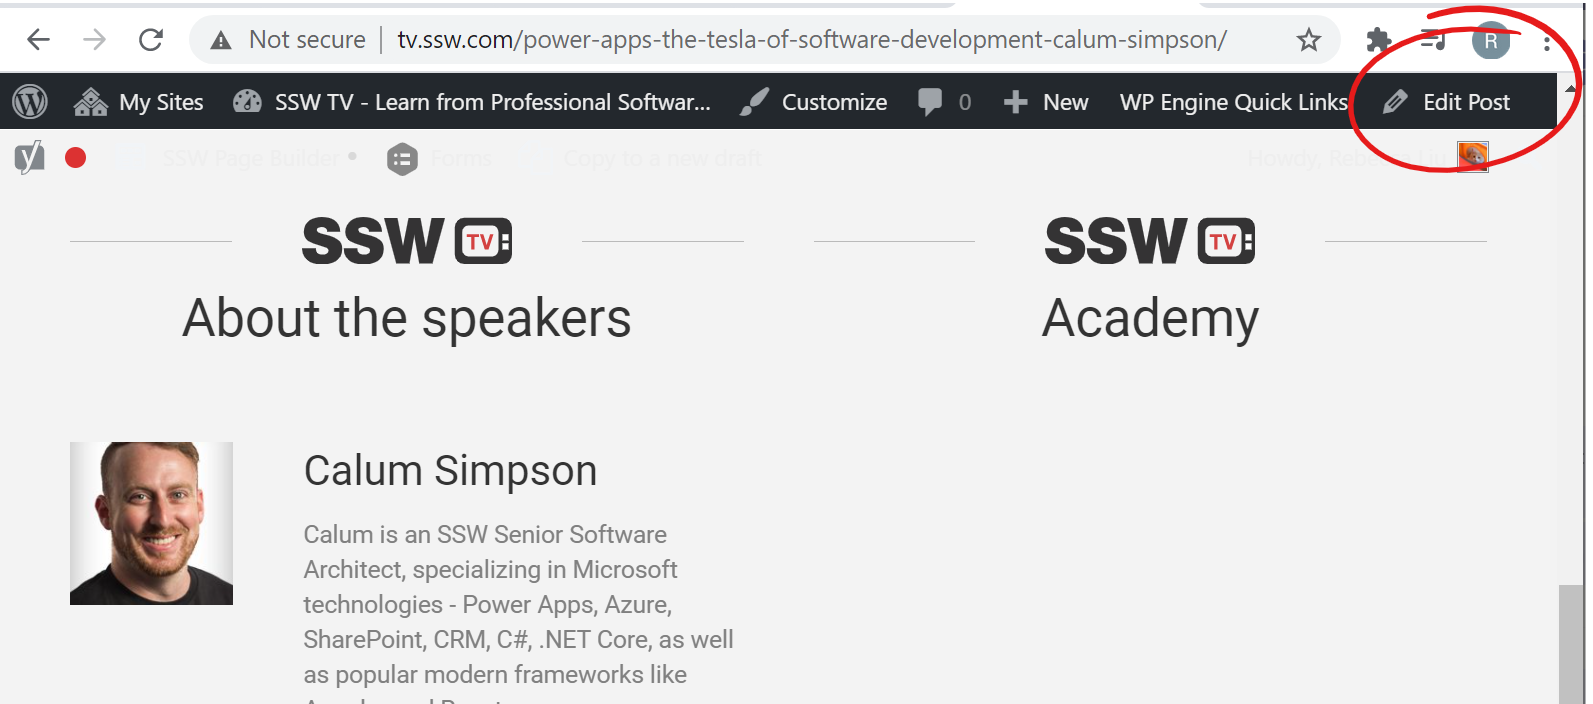 Not secure | tv.ssw.com/power-apps-the-tesla-of-software-development-calum-simpson/ R
My Sites SSW TV - Learn from Professional Softwar... Customize 0 New WP Engine Quick Links Edit Post
SSW Page Builder Forms Copy to a new draft Howdy, Rebecca Liu
SSW TV SSW TV
About the speakers Academy
Calum Simpson
Calum is an SSW Senior Software
Architect, specializing in Microsoft
technologies - Power Apps, Azure,
SharePoint, CRM, C#, .NET Core, as well
as popular modern frameworks like